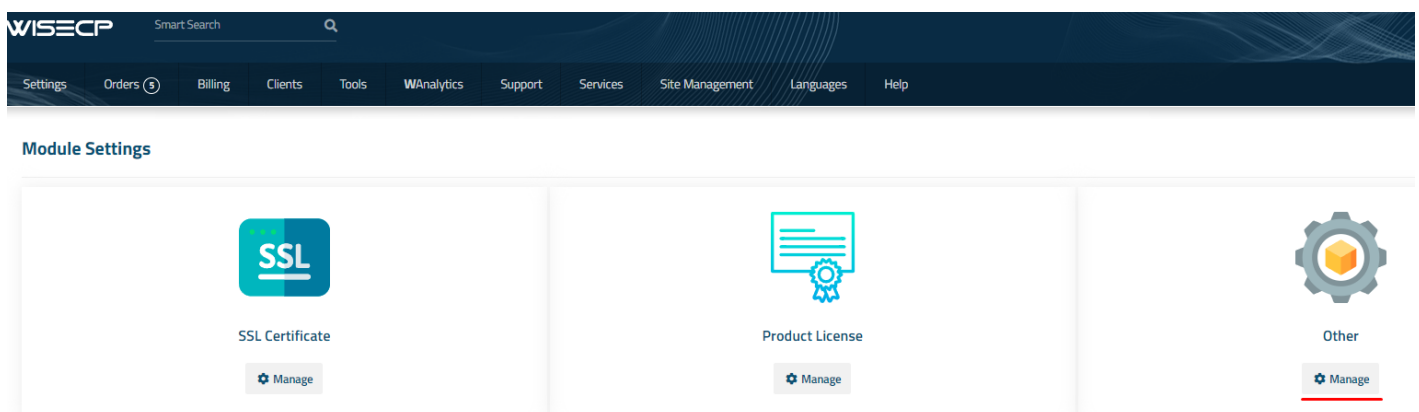 WISECP Smart Search
Settings Orders 5 Billing Clients Tools WAnalytics Support Services Site Management Languages Help
Module Settings
SSL
SSL Certificate Product License Other
Manage Manage Manage